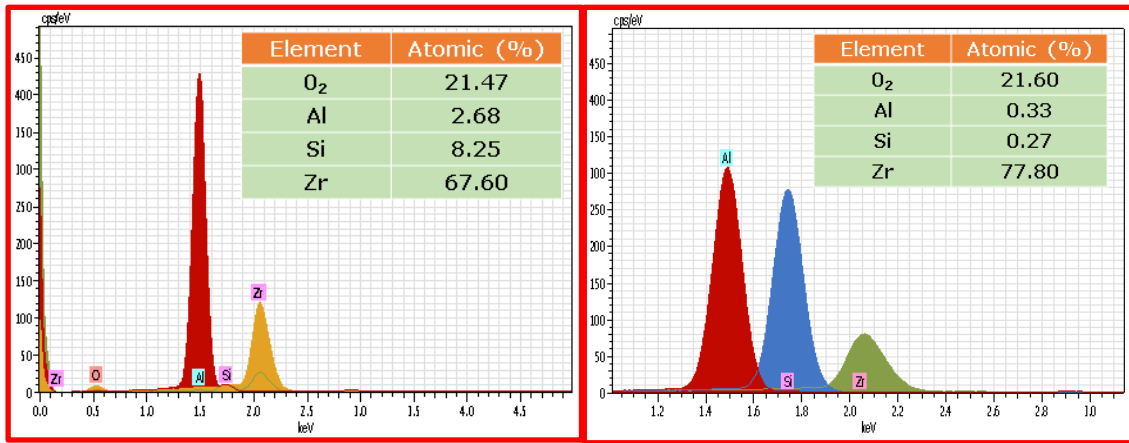 cps/eV
Element Atomic (%)
O₂ 21.47
Al 2.68
Si 8.25
Zr 67.60
450
400
350
300
250
200
150
100
50
0
Zr
O
Al
Si
Zr
0.0 0.5 1.0 1.5 2.0 2.5 3.0 3.5 4.0 4.5
keV
cps/eV
Element Atomic (%)
O₂ 21.60
Al 0.33
Si 0.27
Zr 77.80
450
400
350
300
250
200
150
100
50
0
Al
Si
Zr
1.2 1.4 1.6 1.8 2.0 2.2 2.4 2.6 2.8 3.0
keV